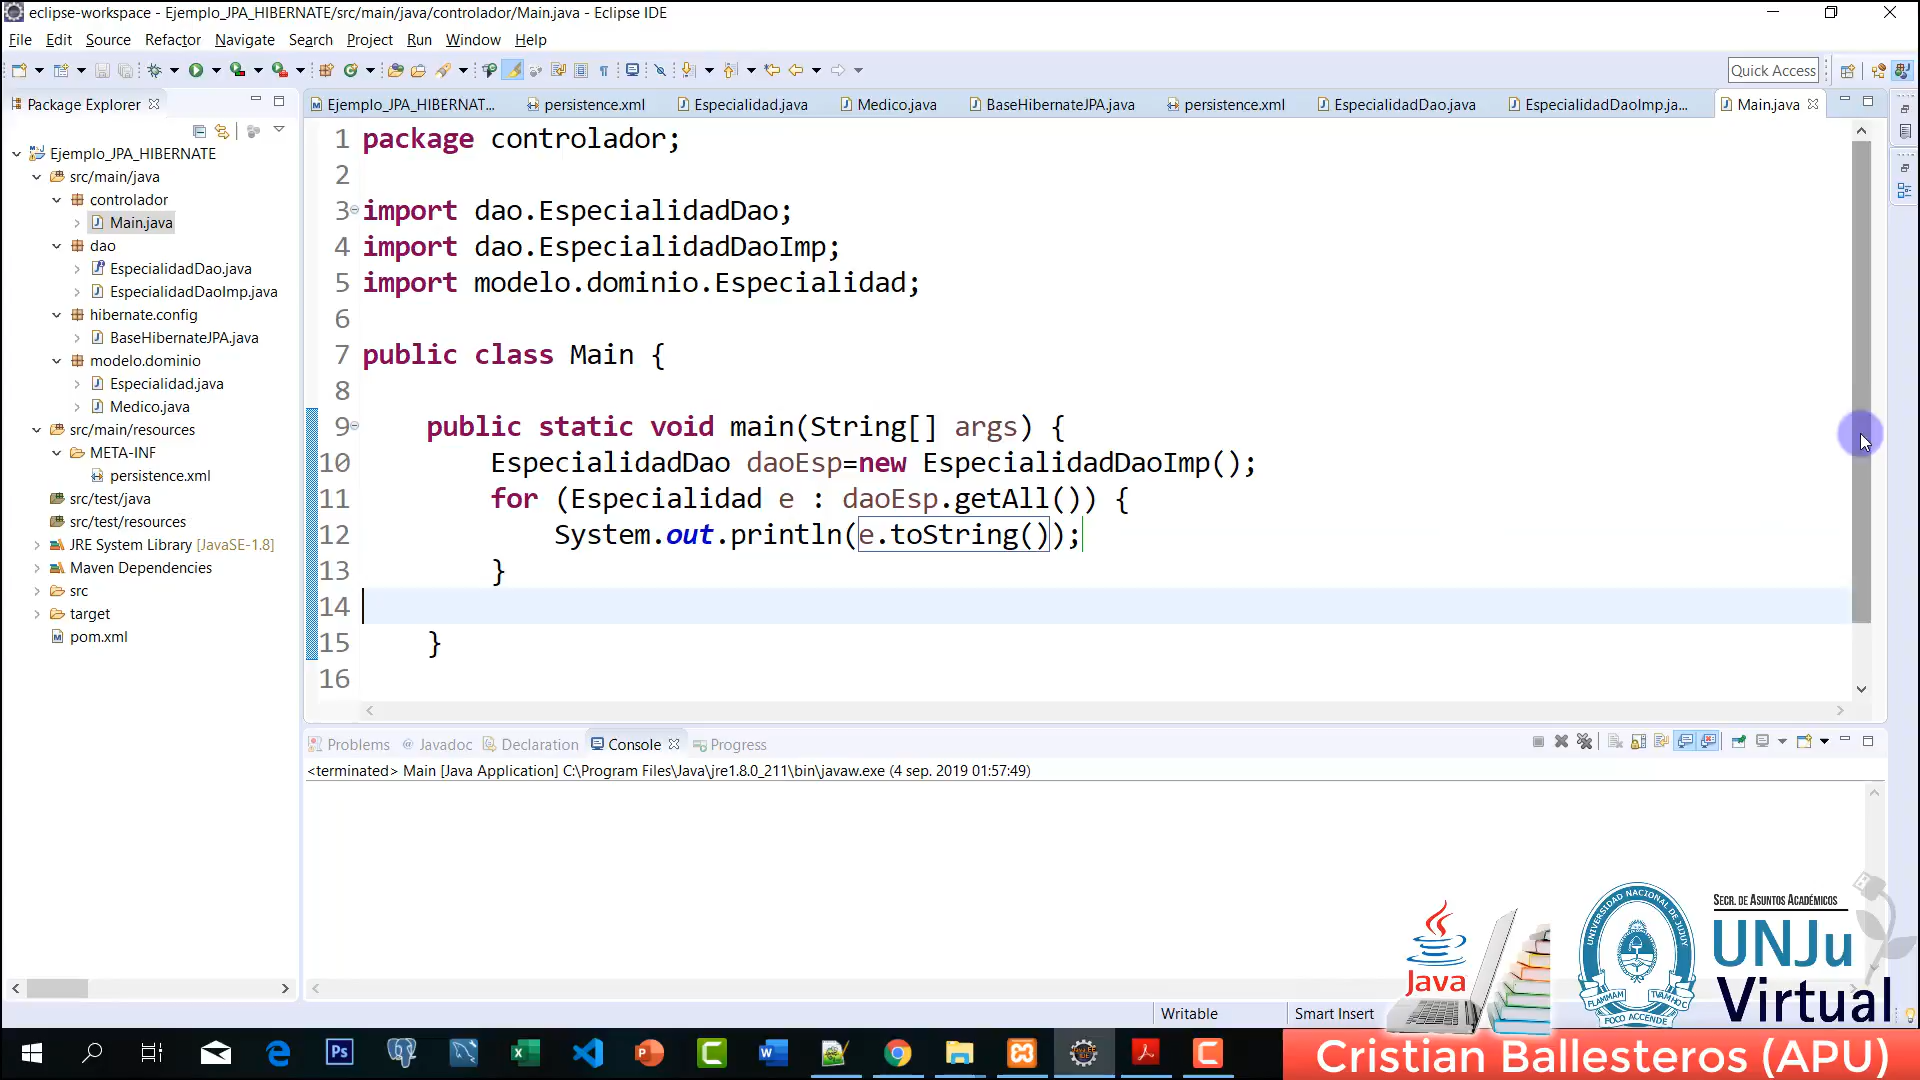 eclipse-workspace - Ejemplo_JPA_HIBERNATE/src/main/java/controlador/Main.java - Eclipse IDE
File Edit Source Refactor Navigate Search Project Run Window Help
Quick Access
Package Explorer
Ejemplo_JPA_HIBERNAT... persistence.xml Especialidad.java Medico.java BaseHibernateJPA.java persistence.xml EspecialidadDao.java EspecialidadDaoImp.ja... Main.java
Ejemplo_JPA_HIBERNATE
src/main/java
controlador
Main.java
dao
EspecialidadDao.java
EspecialidadDaoImp.java
hibernate.config
BaseHibernateJPA.java
modelo.dominio
Especialidad.java
Medico.java
src/main/resources
META-INF
persistence.xml
src/test/java
src/test/resources
JRE System Library [JavaSE-1.8]
Maven Dependencies
src
target
pom.xml
1 package controlador;
2
3 import dao.EspecialidadDao;
4 import dao.EspecialidadDaoImp;
5 import modelo.dominio.Especialidad;
6
7 public class Main {
8
9 public static void main(String[] args) {
10 EspecialidadDao daoEsp=new EspecialidadDaoImp();
11 for (Especialidad e : daoEsp.getAll()) {
12 System.out.println(e.toString());
13 }
14
15 }
16
Problems Javadoc Declaration Console Progress
<terminated> Main [Java Application] C:\Program Files\Java\jre1.8.0_211\bin\javaw.exe (4 sep. 2019 01:57:49)
Writable Smart Insert
Java
UNIVERSIDAD NACIONAL DE JUJUY
FLAMMAM TVAM HOC
FOCO ACCENDE
SECR. DE ASUNTOS ACADÉMICOS
UNJu
Virtual
Cristian Ballesteros (APU)